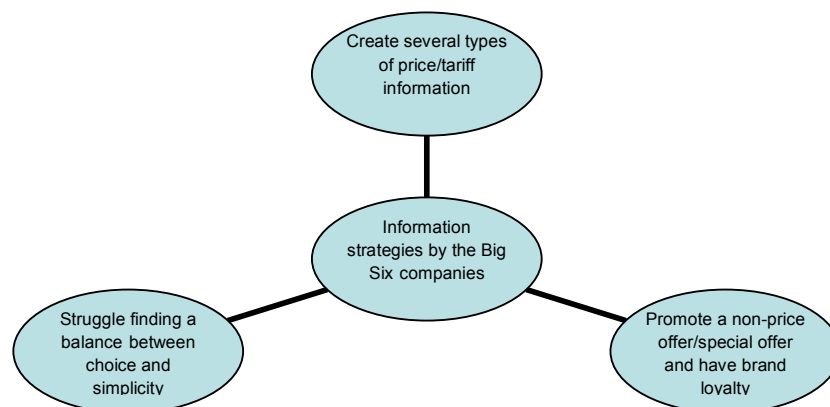 Create several types
of price/tariff
information
Information
strategies by the Big
Six companies
Struggle finding a
balance between
choice and
simplicity
Promote a non-price
offer/special offer
and have brand
loyalty